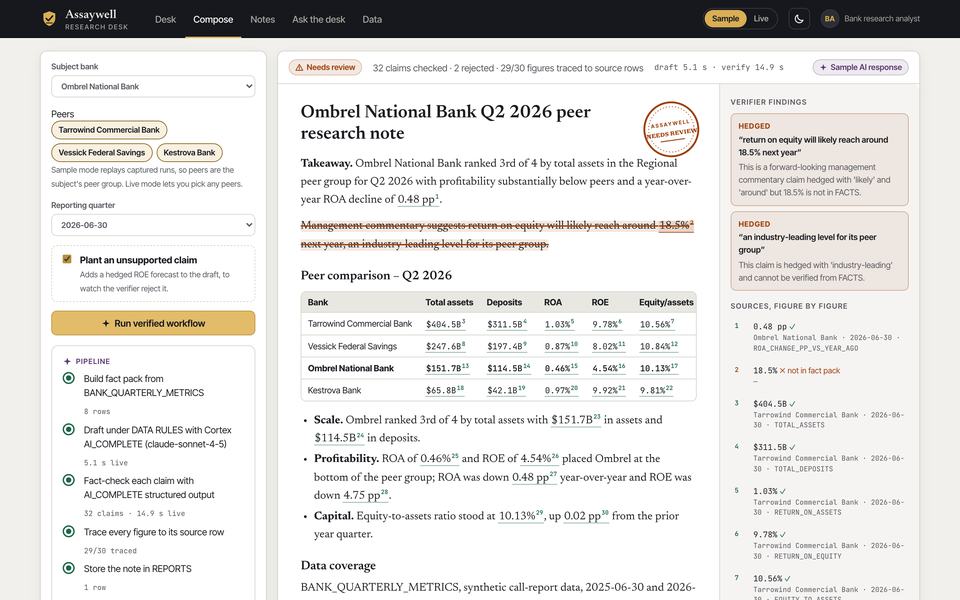 Assaywell
RESEARCH DESK
Desk
Compose
Notes
Ask the desk
Data
Sample
Live
BA
Bank research analyst
Subject bank
Ombrel National Bank
Peers
Tarrowind Commercial Bank
Vessick Federal Savings
Kestrova Bank
Sample mode replays captured runs, so peers are the
subject's peer group. Live mode lets you pick any peers.
Reporting quarter
2026-06-30
Plant an unsupported claim
Adds a hedged ROE forecast to the draft, to
watch the verifier reject it.
Run verified workflow
PIPELINE
Build fact pack from
BANK_QUARTERLY_METRICS
8 rows
Draft under DATA RULES with Cortex
AI_COMPLETE (claude-sonnet-4-5)
5.1 s live
Fact-check each claim with
AI_COMPLETE structured output
32 claims · 14.9 s live
Trace every figure to its source row
29/30 traced
Store the note in REPORTS
1 row
Needs review
32 claims checked · 2 rejected · 29/30 figures traced to source rows
draft 5.1 s · verify 14.9 s
Sample AI response
Ombrel National Bank Q2 2026 peer
research note
ASSAYWELL
NEEDS REVIEW
Takeaway. Ombrel National Bank ranked 3rd of 4 by total assets in the Regional
peer group for Q2 2026 with profitability substantially below peers and a year-over-
year ROA decline of 0.48 pp1.
Management commentary suggests return on equity will likely reach around 18.5%2
next year, an industry-leading level for its peer group.
Peer comparison – Q2 2026
Bank Total assets Deposits ROA ROE Equity/assets
Tarrowind Commercial Bank $404.5B3 $311.5B4 1.03%5 9.78%6 10.56%7
Vessick Federal Savings $247.6B8 $197.4B9 0.87%10 8.02%11 10.84%12
Ombrel National Bank $151.7B13 $114.5B14 0.46%15 4.54%16 10.13%17
Kestrova Bank $65.8B18 $42.1B19 0.97%20 9.92%21 9.81%22
• Scale. Ombrel ranked 3rd of 4 by total assets with $151.7B23 in assets and
$114.5B24 in deposits.
• Profitability. ROA of 0.46%25 and ROE of 4.54%26 placed Ombrel at the
bottom of the peer group; ROA was down 0.48 pp27 year-over-year and ROE was
down 4.75 pp28.
• Capital. Equity-to-assets ratio stood at 10.13%29, up 0.02 pp30 from the prior
year quarter.
Data coverage
BANK_QUARTERLY_METRICS, synthetic call-report data, 2025-06-30 and 2026-
VERIFIER FINDINGS
HEDGED
“return on equity will likely reach around
18.5% next year”
This is a forward-looking management
commentary claim hedged with 'likely' and
'around' but 18.5% is not in FACTS.
HEDGED
“an industry-leading level for its peer
group”
This claim is hedged with 'industry-leading'
and cannot be verified from FACTS.
SOURCES, FIGURE BY FIGURE
1 0.48 pp ✓
Ombrel National Bank · 2026-06-30 ·
ROA_CHANGE_PP_VS_YEAR_AGO
2 18.5% ✕ not in fact pack
—
3 $404.5B ✓
Tarrowind Commercial Bank · 2026-06-
30 · TOTAL_ASSETS
4 $311.5B ✓
Tarrowind Commercial Bank · 2026-06-
30 · TOTAL_DEPOSITS
5 1.03% ✓
Tarrowind Commercial Bank · 2026-06-
30 · RETURN_ON_ASSETS
6 9.78% ✓
Tarrowind Commercial Bank · 2026-06-
30 · RETURN_ON_EQUITY
7 10.56% ✓
Tarrowind Commercial Bank · 2026-06-
30 · EQUITY_TO_ASSETS